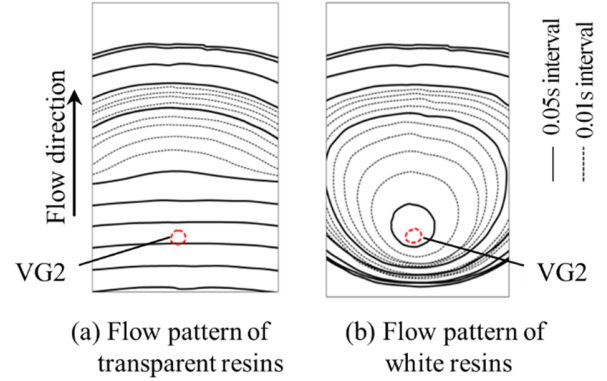 Flow direction
VG2
VG2
0.05s interval
0.01s interval
(a) Flow pattern of
transparent resins
(b) Flow pattern of
white resins